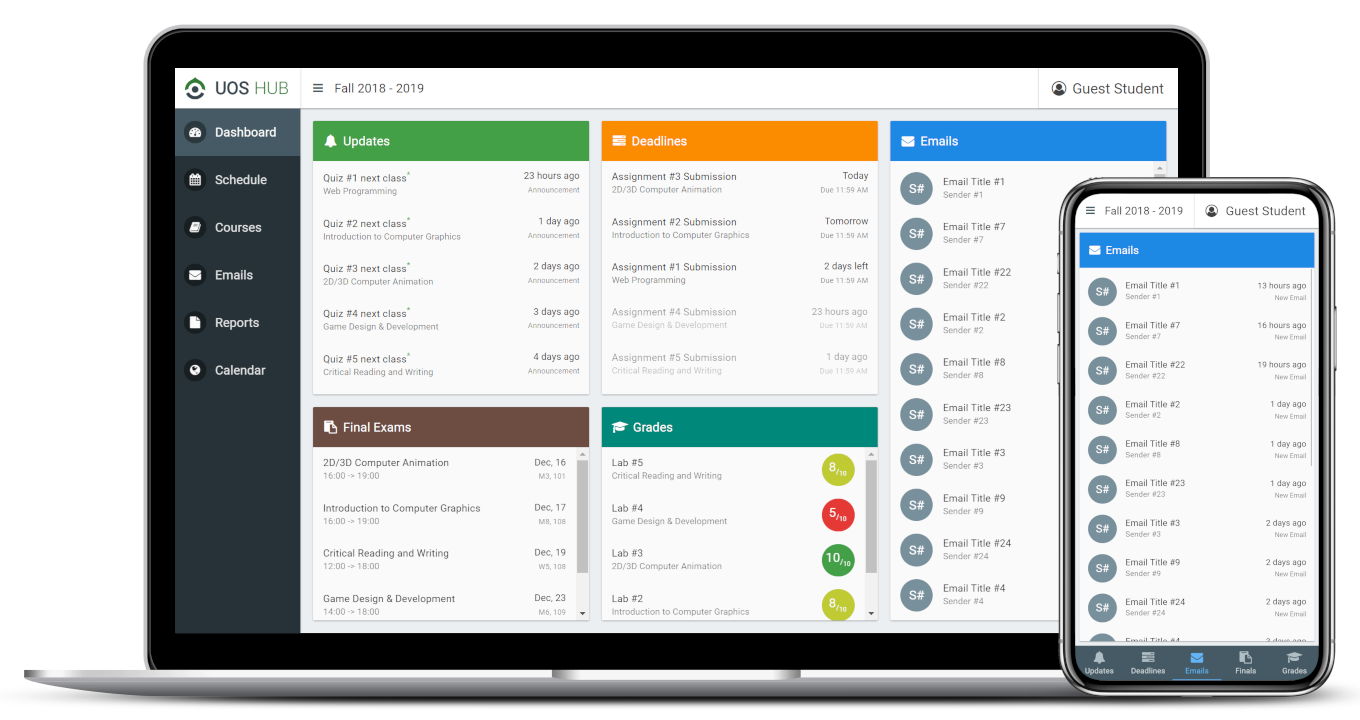 UOS HUB
Fall 2018 - 2019
Guest Student
Dashboard
Schedule
Courses
Emails
Reports
Calendar
Updates
Quiz #1 next class* 23 hours ago
Web Programming Announcement
Quiz #2 next class* 1 day ago
Introduction to Computer Graphics Announcement
Quiz #3 next class* 2 days ago
2D/3D Computer Animation Announcement
Quiz #4 next class* 3 days ago
Game Design & Development Announcement
Quiz #5 next class* 4 days ago
Critical Reading and Writing Announcement
Deadlines
Assignment #3 Submission Today
2D/3D Computer Animation Due 11:59 AM
Assignment #2 Submission Tomorrow
Introduction to Computer Graphics Due 11:59 AM
Assignment #1 Submission 2 days left
Web Programming Due 11:59 AM
Assignment #4 Submission 23 hours ago
Game Design & Development Due 11:59 AM
Assignment #5 Submission 1 day ago
Critical Reading and Writing Due 11:59 AM
Final Exams
2D/3D Computer Animation Dec, 16
16:00 -> 19:00 M3, 101
Introduction to Computer Graphics Dec, 17
16:00 -> 19:00 M8, 108
Critical Reading and Writing Dec, 19
12:00 -> 18:00 W5, 108
Game Design & Development Dec, 23
14:00 -> 18:00 M6, 109
Grades
Lab #5 8/10
Critical Reading and Writing
Lab #4 5/10
Game Design & Development
Lab #3 10/10
2D/3D Computer Animation
Lab #2 8/10
Introduction to Computer Graphics
Emails
S# Email Title #1
Sender #1
S# Email Title #7
Sender #7
S# Email Title #22
Sender #22
S# Email Title #2
Sender #2
S# Email Title #8
Sender #8
S# Email Title #23
Sender #23
S# Email Title #3
Sender #3
S# Email Title #9
Sender #9
S# Email Title #24
Sender #24
S# Email Title #4
Sender #4
Fall 2018 - 2019
Guest Student
Emails
S# Email Title #1 13 hours ago
Sender #1 New Email
S# Email Title #7 16 hours ago
Sender #7 New Email
S# Email Title #22 19 hours ago
Sender #22 New Email
S# Email Title #2 1 day ago
Sender #2 New Email
S# Email Title #8 1 day ago
Sender #8 New Email
S# Email Title #23 1 day ago
Sender #23 New Email
S# Email Title #3 2 days ago
Sender #3 New Email
S# Email Title #9 2 days ago
Sender #9 New Email
S# Email Title #24 2 days ago
Sender #24 New Email
Email Title #4 3 days ago
Updates
Deadlines
Emails
Finals
Grades